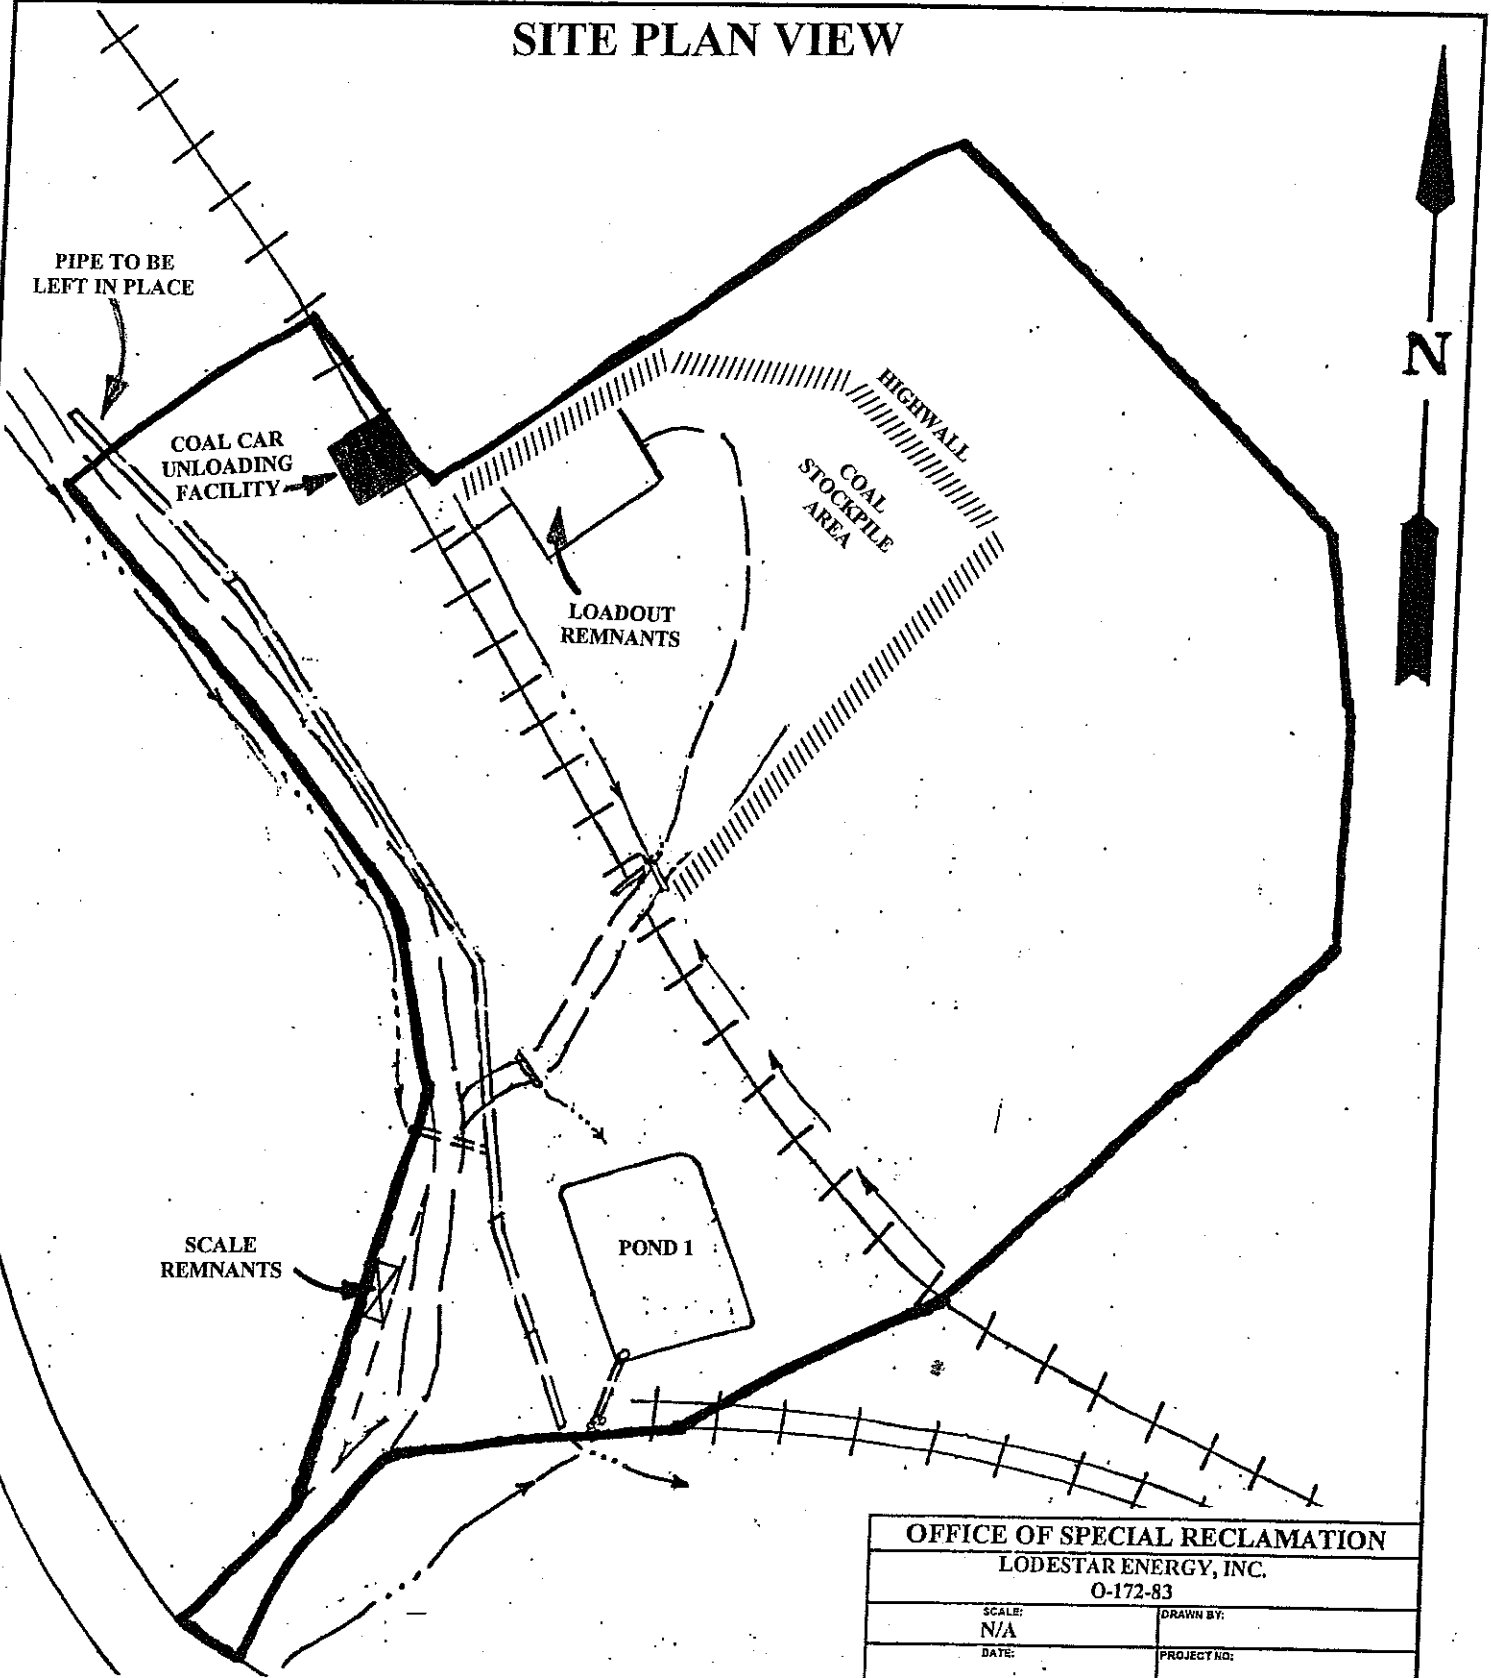 SITE PLAN VIEW
PIPE TO BE
LEFT IN PLACE
N
COAL CAR
UNLOADING
FACILITY
HIGHWALL
COAL
STOCKPILE
AREA
LOADOUT
REMNANTS
SCALE
REMNANTS
POND 1
OFFICE OF SPECIAL RECLAMATION
LODESTAR ENERGY, INC.
O-172-83
SCALE:
N/A
DRAWN BY:
DATE:
PROJECT NO: